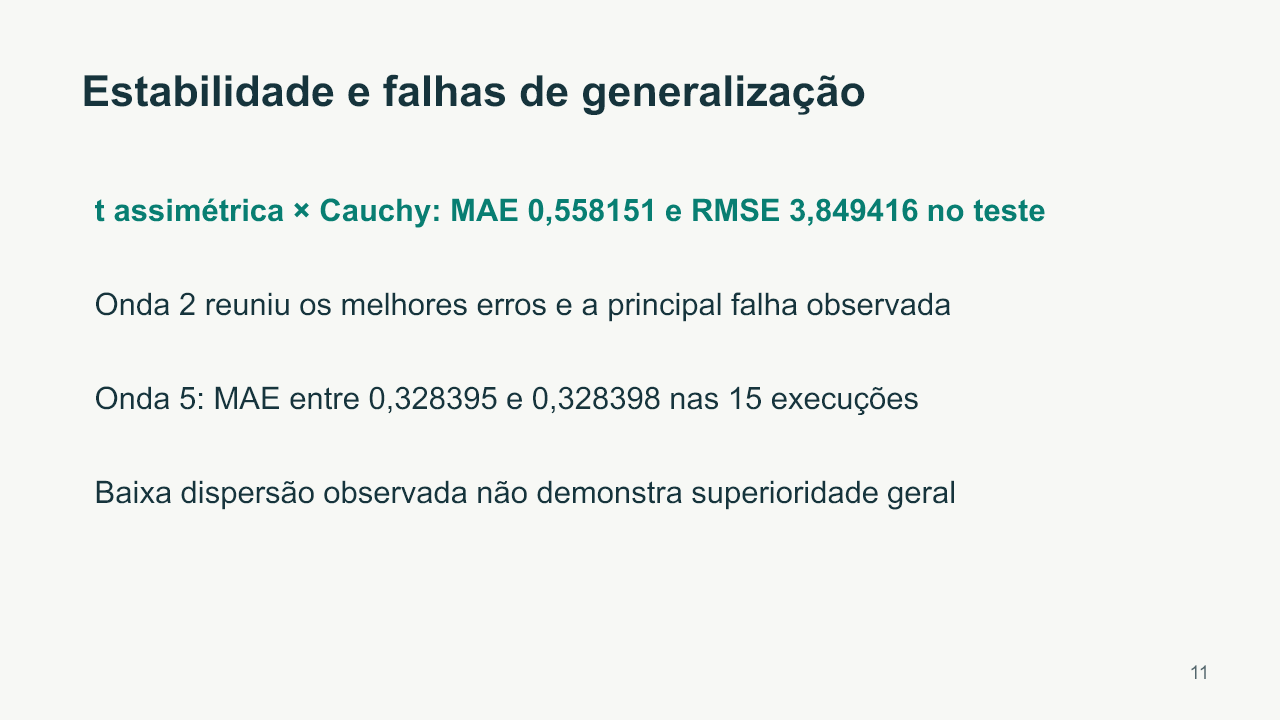 Estabilidade e falhas de generalização
t assimétrica × Cauchy: MAE 0,558151 e RMSE 3,849416 no teste
Onda 2 reuniu os melhores erros e a principal falha observada
Onda 5: MAE entre 0,328395 e 0,328398 nas 15 execuções
Baixa dispersão observada não demonstra superioridade geral
11